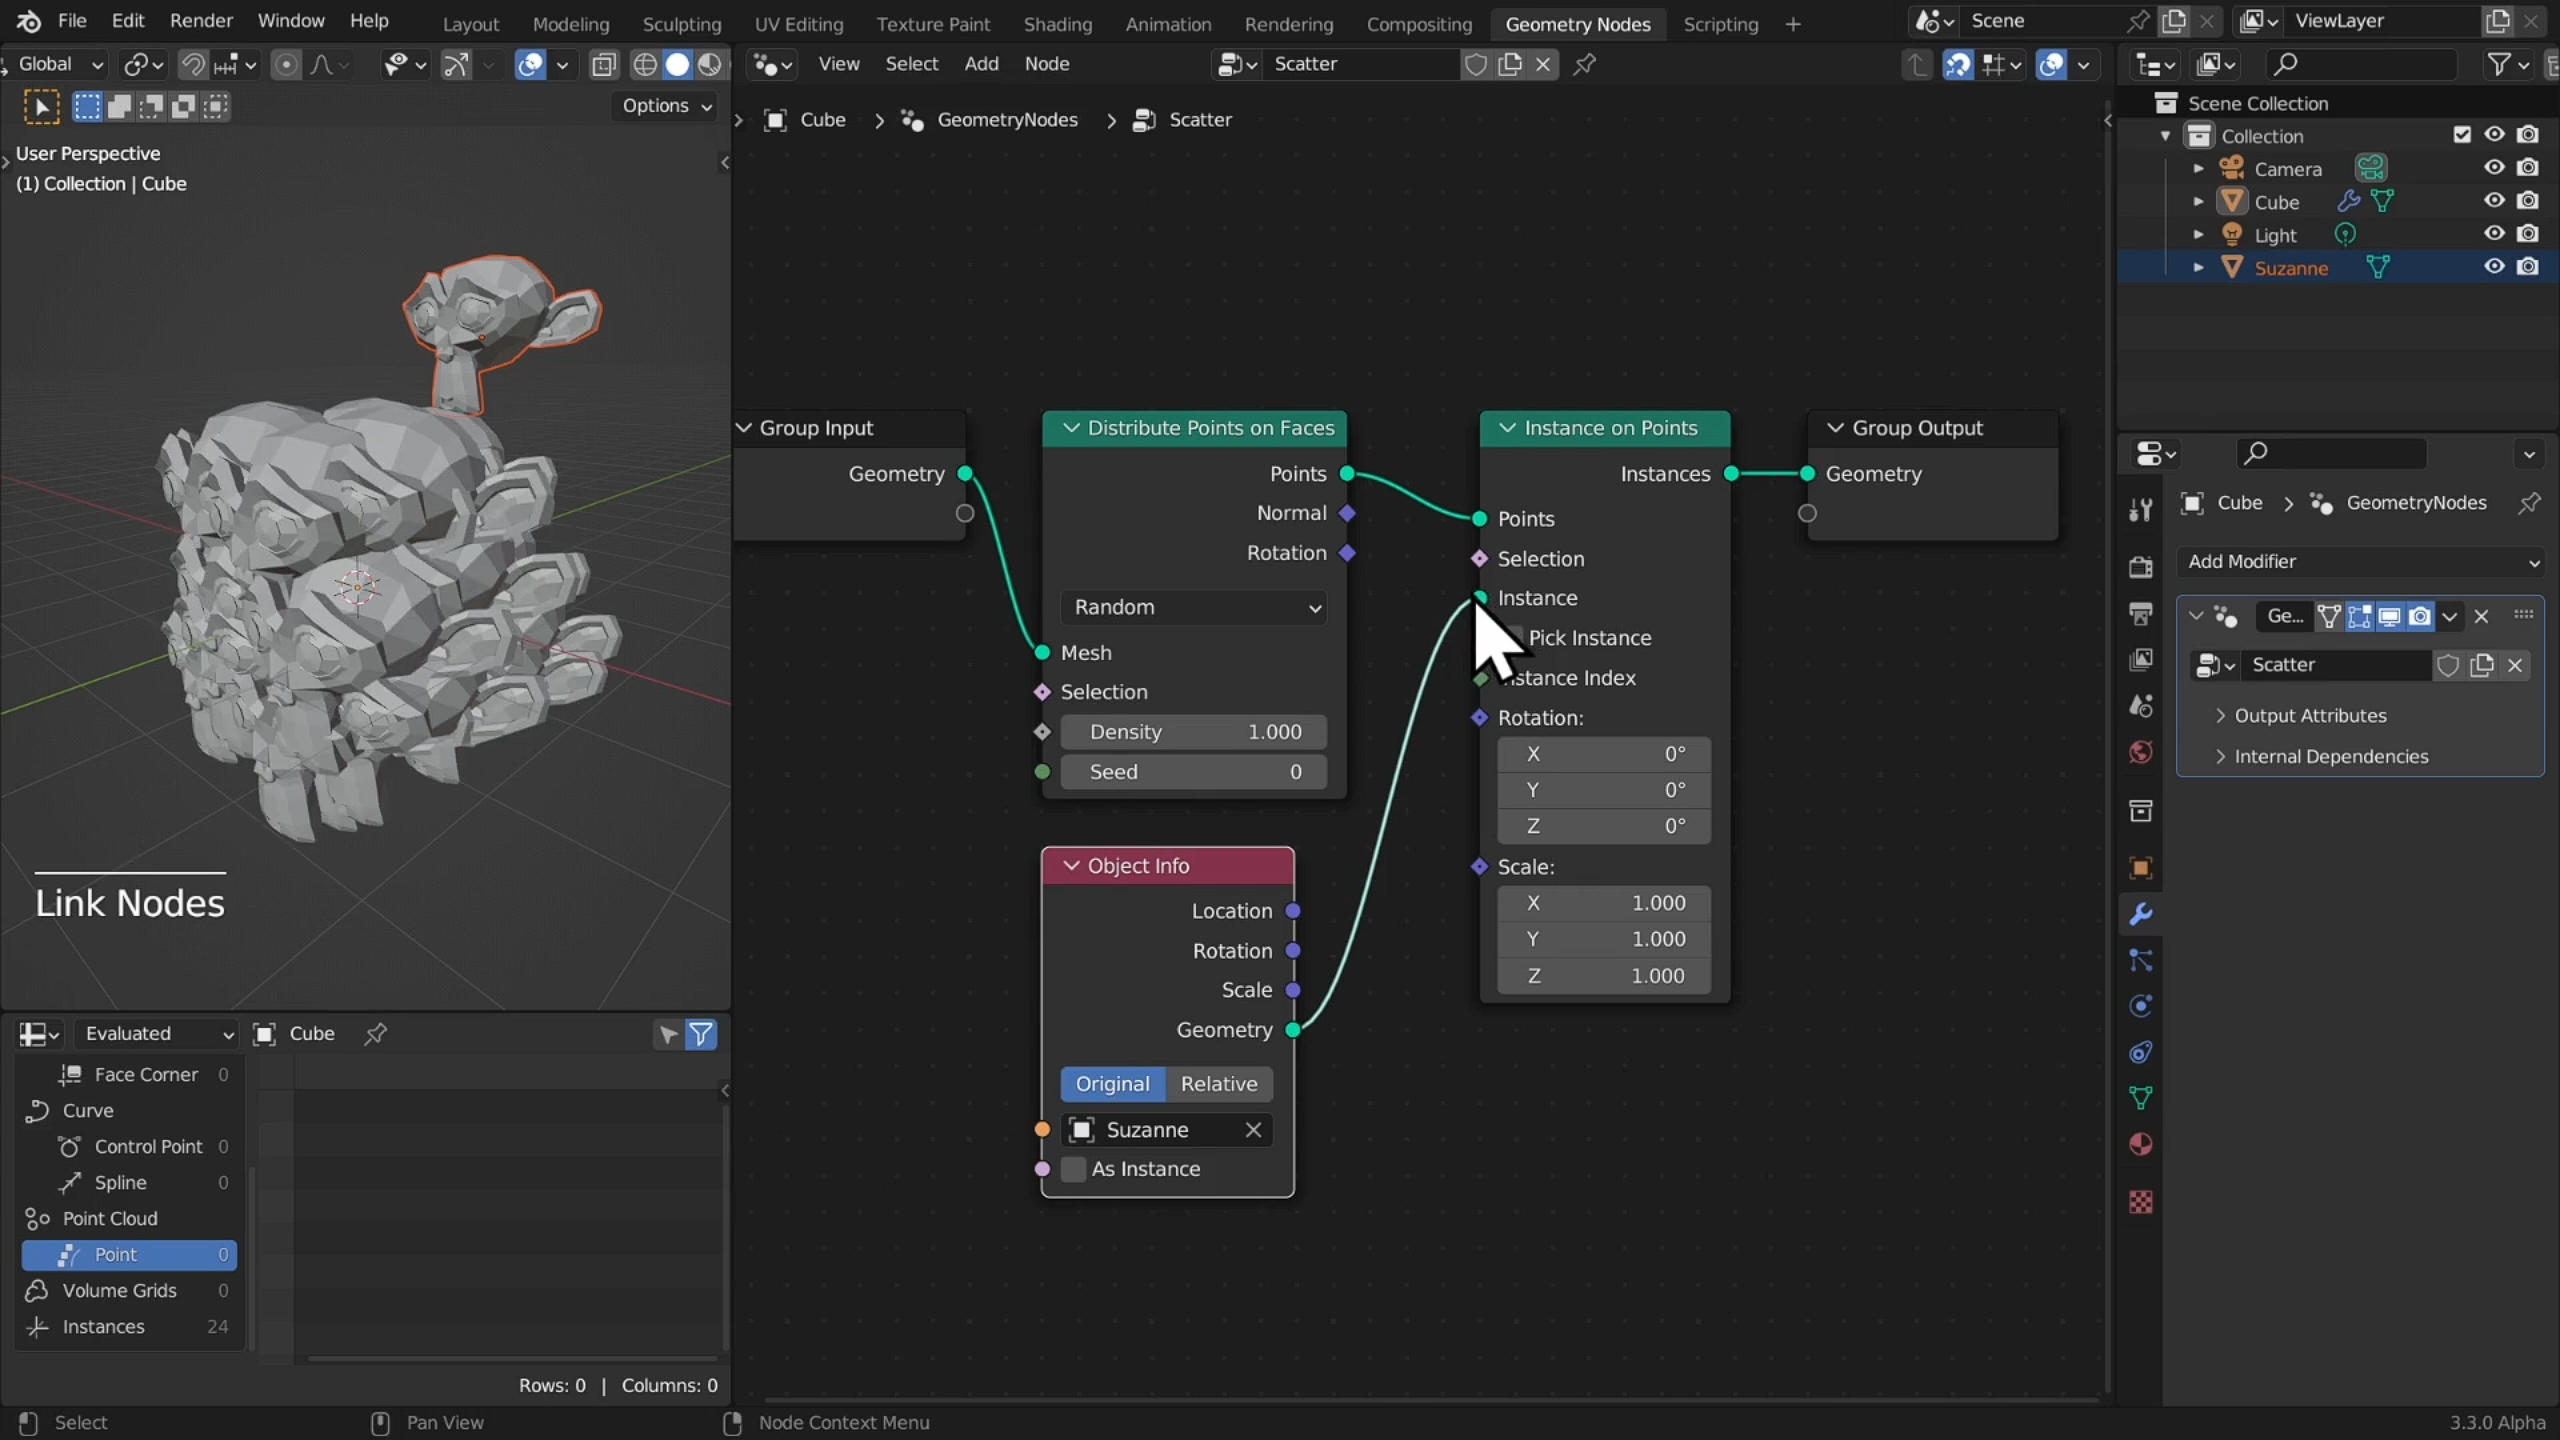 File Edit Render Window Help Layout Modeling Sculpting UV Editing Texture Paint Shading Animation Rendering Compositing Geometry Nodes Scripting + Scene ViewLayer
Global View Select Add Node Scatter
Options
Cube > GeometryNodes > Scatter
User Perspective
(1) Collection | Cube
Link Nodes
Group Input
Geometry
Distribute Points on Faces
Points
Normal
Rotation
Random
Mesh
Selection
Density 1.000
Seed 0
Object Info
Location
Rotation
Scale
Geometry
Original Relative
Suzanne
As Instance
Instance on Points
Instances
Points
Selection
Instance
Pick Instance
nstance Index
Rotation:
X 0°
Y 0°
Z 0°
Scale:
X 1.000
Y 1.000
Z 1.000
Group Output
Geometry
Scene Collection
Collection
Camera
Cube
Light
Suzanne
Cube > GeometryNodes
Add Modifier
Ge...
Scatter
Output Attributes
Internal Dependencies
Evaluated Cube
Face Corner 0
Curve
Control Point 0
Spline 0
Point Cloud
Point 0
Volume Grids 0
Instances 24
Rows: 0 | Columns: 0
Select Pan View Node Context Menu 3.3.0 Alpha